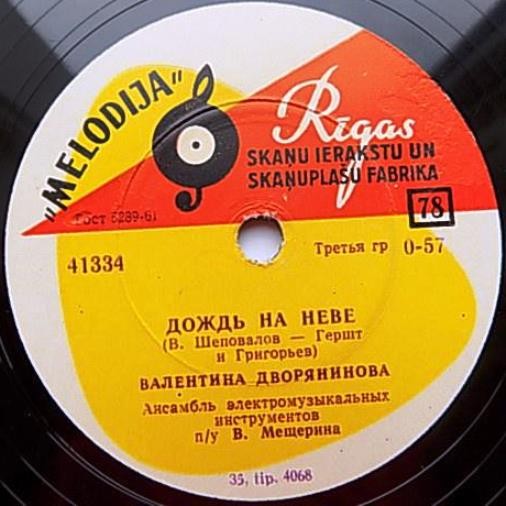 „MELODIJA"
Rīgas
SKAŅU IERAKSTU UN
SKAŅUPLAŠU FABRIKA
78
Гост 5289-61
41334
Третья гр 0-57
ДОЖДЬ НА НЕВЕ
(В. Шеповалов — Гершт
и Григорьев)
ВАЛЕНТИНА ДВОРЯНИНОВА
Ансамбль электромузыкальных
инструментов
п/у В. Мещерина
35, tip. 4068